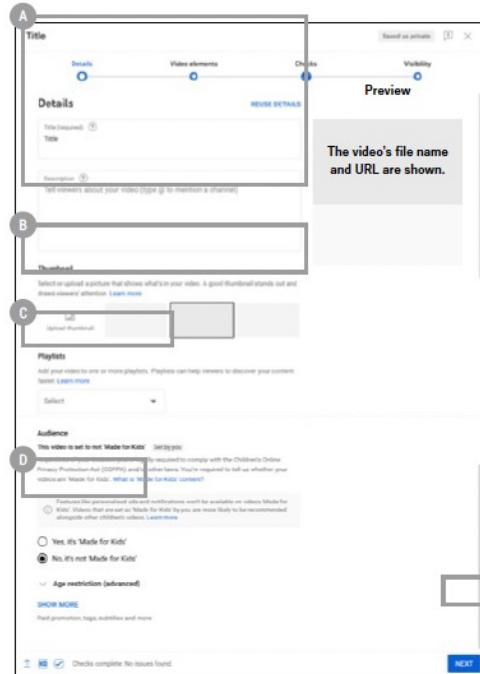 A
Title
Saved as private
Details
Video elements
Checks
Visibility
Preview
Details
REUSE DETAILS
Title (required)
Title
The video's file name
and URL are shown.
Description
Tell viewers about your video (type @ to mention a channel)
B
Thumbnail
Select or upload a picture that shows what's in your video. A good thumbnail stands out and
draws viewers' attention. Learn more
C
Upload thumbnail
Playlists
Add your video to one or more playlists. Playlists can help viewers to discover your content
faster. Learn more
Select
Audience
This video is set to not 'Made for Kids' Set by you
D
required to comply with the Children's Online
Privacy Protection Act (COPPA) and/or other laws. You're required to tell us whether your
videos are 'Made for Kids'. What is 'Made for Kids' content?
Features like personalised ads and notifications won't be available on videos 'Made for
Kids'. Videos that are set as 'Made for Kids' by you are more likely to be recommended
alongside other children's videos. Learn more
Yes, it's 'Made for Kids'
No, it's not 'Made for Kids'
Age restriction (advanced)
SHOW MORE
Paid promotion, tags, subtitles and more
Checks complete. No issues found.
NEXT